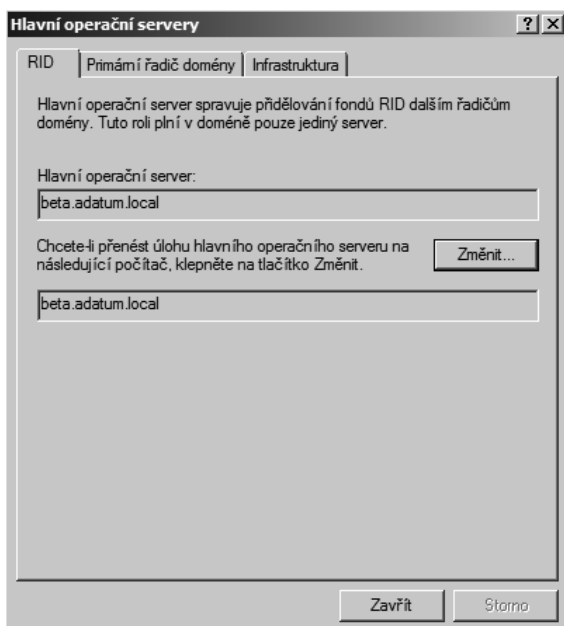 Hlavní operační servery
RID
Primární řadič domény
Infrastruktura
Hlavní operační server spravuje přidělování fondů RID dalším řadičům
domény. Tuto roli plní v doméně pouze jediný server.
Hlavní operační server:
beta.adatum.local
Chcete-li přenést úlohu hlavního operačního serveru na
následující počítač, klepněte na tlačítko Změnit.
Změnit...
beta.adatum.local
Zavřít
Storno